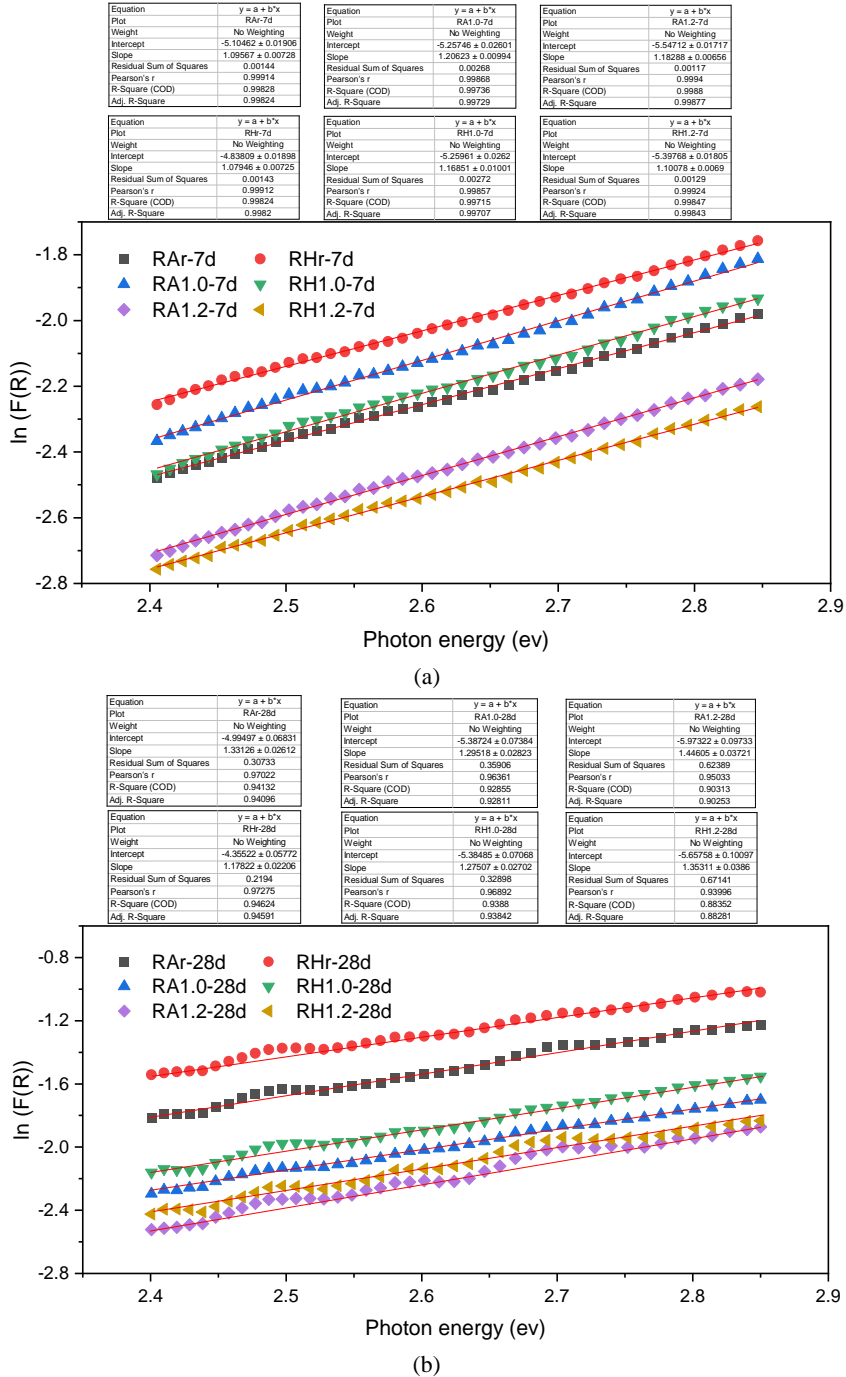 Equation y = a + b*x
Plot RAr-7d
Weight No Weighting
Intercept -5.10462 ± 0.01906
Slope 1.09567 ± 0.00728
Residual Sum of Squares 0.00144
Pearson's r 0.99914
R-Square (COD) 0.99828
Adj. R-Square 0.99824
Equation y = a + b*x
Plot RA1.0-7d
Weight No Weighting
Intercept -5.25746 ± 0.02601
Slope 1.20623 ± 0.00994
Residual Sum of Squares 0.00268
Pearson's r 0.99868
R-Square (COD) 0.99736
Adj. R-Square 0.99729
Equation y = a + b*x
Plot RA1.2-7d
Weight No Weighting
Intercept -5.54712 ± 0.01717
Slope 1.18288 ± 0.00656
Residual Sum of Squares 0.00117
Pearson's r 0.9994
R-Square (COD) 0.9988
Adj. R-Square 0.99877
Equation y = a + b*x
Plot RHr-7d
Weight No Weighting
Intercept -4.83809 ± 0.01898
Slope 1.07946 ± 0.00725
Residual Sum of Squares 0.00143
Pearson's r 0.99912
R-Square (COD) 0.99824
Adj. R-Square 0.9982
Equation y = a + b*x
Plot RH1.0-7d
Weight No Weighting
Intercept -5.25961 ± 0.0262
Slope 1.16851 ± 0.01001
Residual Sum of Squares 0.00272
Pearson's r 0.99857
R-Square (COD) 0.99715
Adj. R-Square 0.99707
Equation y = a + b*x
Plot RH1.2-7d
Weight No Weighting
Intercept -5.39768 ± 0.01805
Slope 1.10078 ± 0.0069
Residual Sum of Squares 0.00129
Pearson's r 0.99924
R-Square (COD) 0.99847
Adj. R-Square 0.99843
RAr-7d RHr-7d
RA1.0-7d RH1.0-7d
RA1.2-7d RH1.2-7d
-1.8
-2.0
-2.2
-2.4
-2.6
-2.8
ln (F(R))
2.4 2.5 2.6 2.7 2.8 2.9
Photon energy (ev)
(a)
Equation y = a + b*x
Plot RAr-28d
Weight No Weighting
Intercept -4.99497 ± 0.06831
Slope 1.33126 ± 0.02612
Residual Sum of Squares 0.30733
Pearson's r 0.97022
R-Square (COD) 0.94132
Adj. R-Square 0.94096
Equation y = a + b*x
Plot RA1.0-28d
Weight No Weighting
Intercept -5.38724 ± 0.07384
Slope 1.29518 ± 0.02823
Residual Sum of Squares 0.35906
Pearson's r 0.96361
R-Square (COD) 0.92855
Adj. R-Square 0.92811
Equation y = a + b*x
Plot RA1.2-28d
Weight No Weighting
Intercept -5.97322 ± 0.09733
Slope 1.44605 ± 0.03721
Residual Sum of Squares 0.62389
Pearson's r 0.95033
R-Square (COD) 0.90313
Adj. R-Square 0.90253
Equation y = a + b*x
Plot RHr-28d
Weight No Weighting
Intercept -4.35522 ± 0.05772
Slope 1.17822 ± 0.02206
Residual Sum of Squares 0.2194
Pearson's r 0.97275
R-Square (COD) 0.94624
Adj. R-Square 0.94591
Equation y = a + b*x
Plot RH1.0-28d
Weight No Weighting
Intercept -5.38485 ± 0.07068
Slope 1.27507 ± 0.02702
Residual Sum of Squares 0.32898
Pearson's r 0.96892
R-Square (COD) 0.9388
Adj. R-Square 0.93842
Equation y = a + b*x
Plot RH1.2-28d
Weight No Weighting
Intercept -5.65758 ± 0.10097
Slope 1.35311 ± 0.0386
Residual Sum of Squares 0.67141
Pearson's r 0.93996
R-Square (COD) 0.88352
Adj. R-Square 0.88281
RAr-28d RHr-28d
RA1.0-28d RH1.0-28d
RA1.2-28d RH1.2-28d
-0.8
-1.2
-1.6
-2.0
-2.4
-2.8
ln (F(R))
2.4 2.5 2.6 2.7 2.8 2.9
Photon energy (ev)
(b)